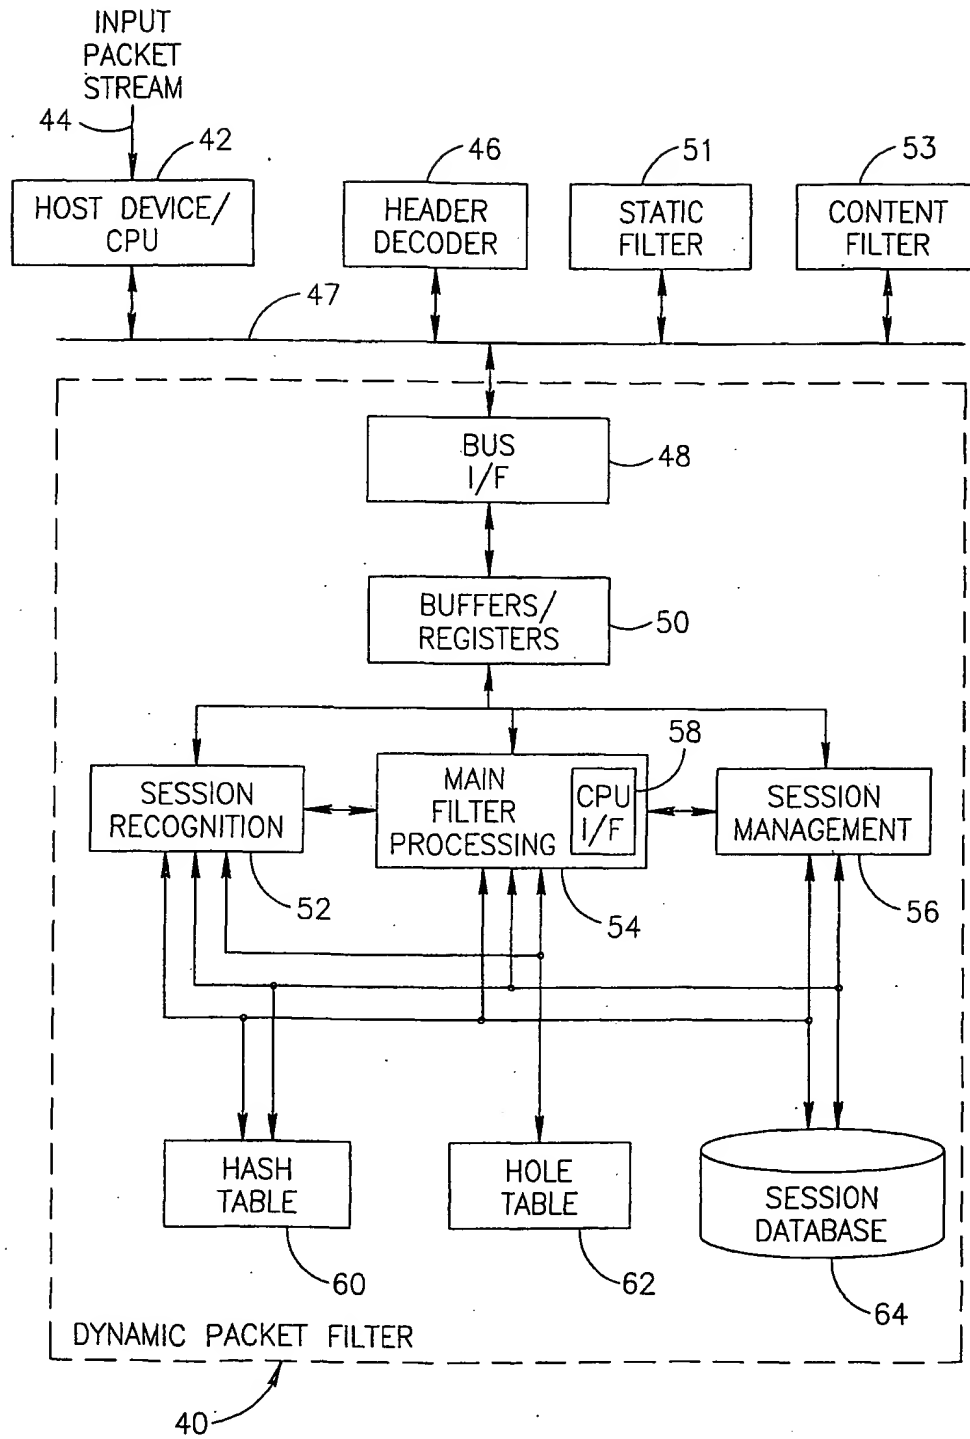 INPUT
PACKET
STREAM
44
42
46
51
53
HOST DEVICE/
CPU
HEADER
DECODER
STATIC
FILTER
CONTENT
FILTER
47
BUS
I/F
48
BUFFERS/
REGISTERS
50
58
SESSION
RECOGNITION
MAIN
FILTER
PROCESSING
CPU
I/F
SESSION
MANAGEMENT
52
54
56
HASH
TABLE
HOLE
TABLE
SESSION
DATABASE
60
62
64
DYNAMIC PACKET FILTER
40